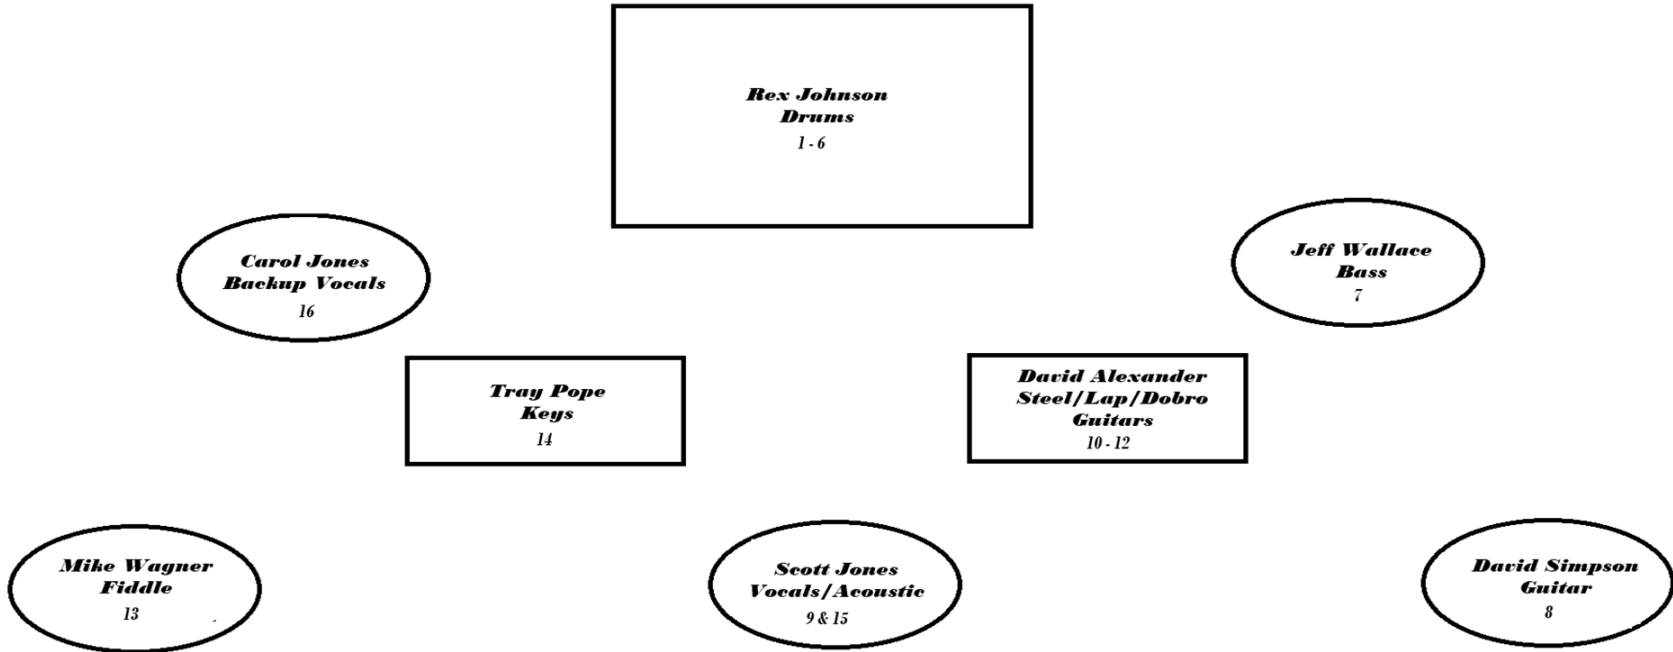 Rex Johnson
Drums
1 - 6
Carol Jones
Backup Vocals
16
Jeff Wallace
Bass
7
Tray Pope
Keys
14
David Alexander
Steel/Lap/Dobro
Guitars
10 - 12
Mike Wagner
Fiddle
13
Scott Jones
Vocals/Acoustic
9 & 15
David Simpson
Guitar
8